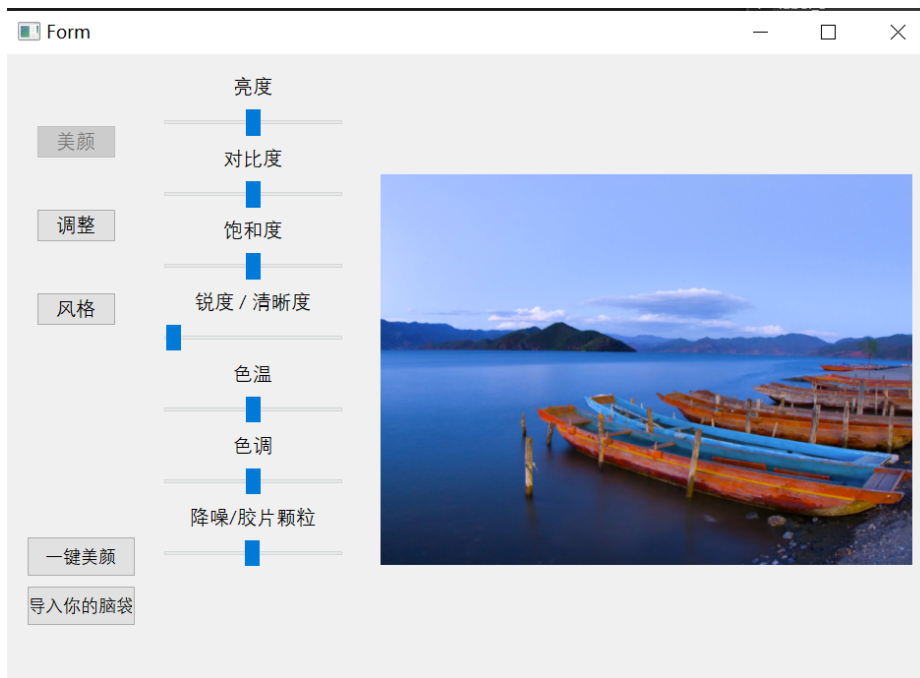 Form
美颜
调整
风格
一键美颜
导入你的脑袋
亮度
对比度
饱和度
锐度 / 清晰度
色温
色调
降噪/胶片颗粒